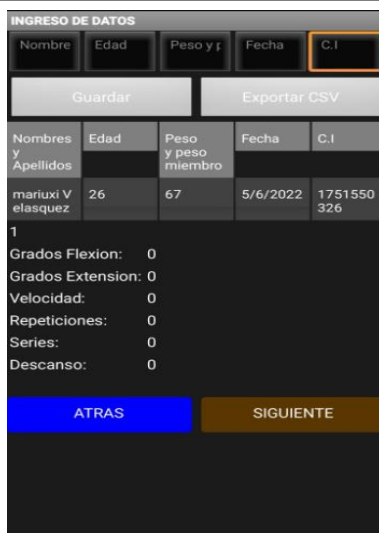 INGRESO DE DATOS
Nombre Edad Peso y p Fecha C.I
Guardar Exportar CSV
Nombres Edad Peso Fecha C.I
y y peso
Apellidos miembro
mariuxi V 26 67 5/6/2022 1751550
elasquez 326
1
Grados Flexion: 0
Grados Extension: 0
Velocidad: 0
Repeticiones: 0
Series: 0
Descanso: 0
ATRAS SIGUIENTE